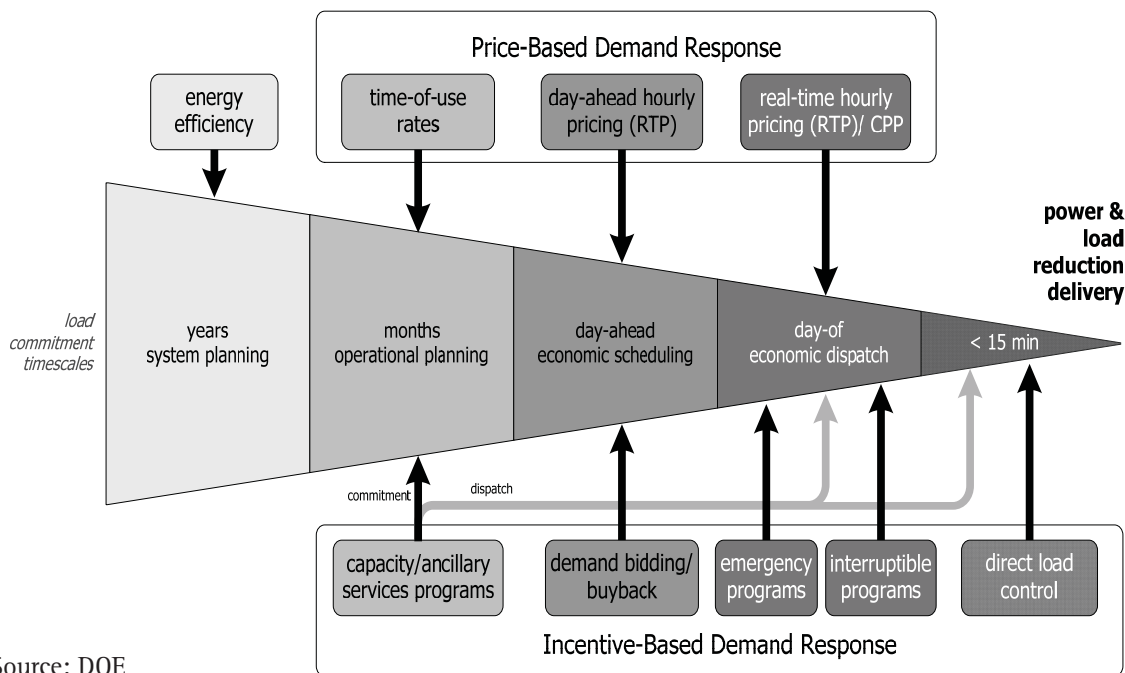 Price-Based Demand Response
energy
efficiency
time-of-use
rates
day-ahead hourly
pricing (RTP)
real-time hourly
pricing (RTP)/ CPP
power &
load
reduction
delivery
load
commitment
timescales
years
system planning
months
operational planning
day-ahead
economic scheduling
day-of
economic dispatch
< 15 min
commitment
dispatch
capacity/ancillary
services programs
demand bidding/
buyback
emergency
programs
interruptible
programs
direct load
control
Incentive-Based Demand Response
Source: DOE